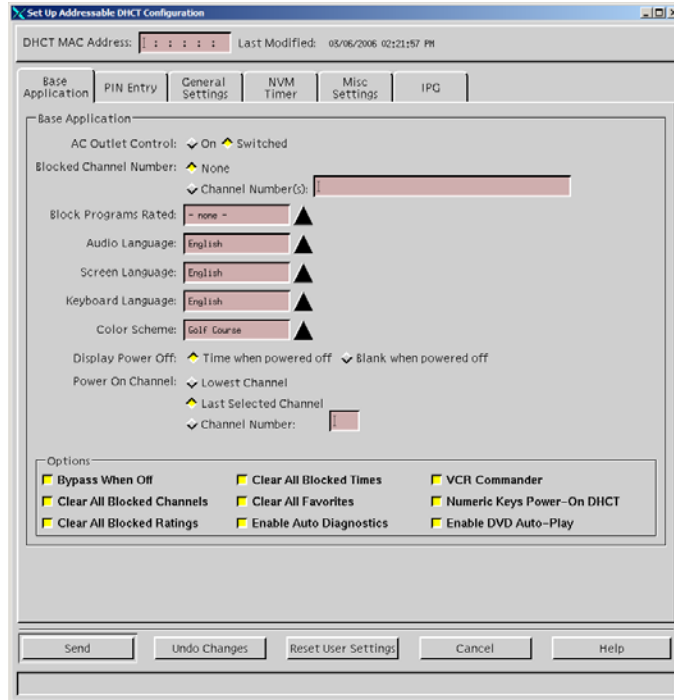 Set Up Addressable DHCT Configuration
DHCT MAC Address: : : : : : Last Modified: 03/06/2006 02:21:57 PM
Base Application PIN Entry General Settings NVM Timer Misc Settings IPG
Base Application
AC Outlet Control: On Switched
Blocked Channel Number: None
Channel Number(s):
Block Programs Rated: - none -
Audio Language: English
Screen Language: English
Keyboard Language: English
Color Scheme: Golf Course
Display Power Off: Time when powered off Blank when powered off
Power On Channel: Lowest Channel
Last Selected Channel
Channel Number:
Options
Bypass When Off Clear All Blocked Times VCR Commander
Clear All Blocked Channels Clear All Favorites Numeric Keys Power-On DHCT
Clear All Blocked Ratings Enable Auto Diagnostics Enable DVD Auto-Play
Send Undo Changes Reset User Settings Cancel Help